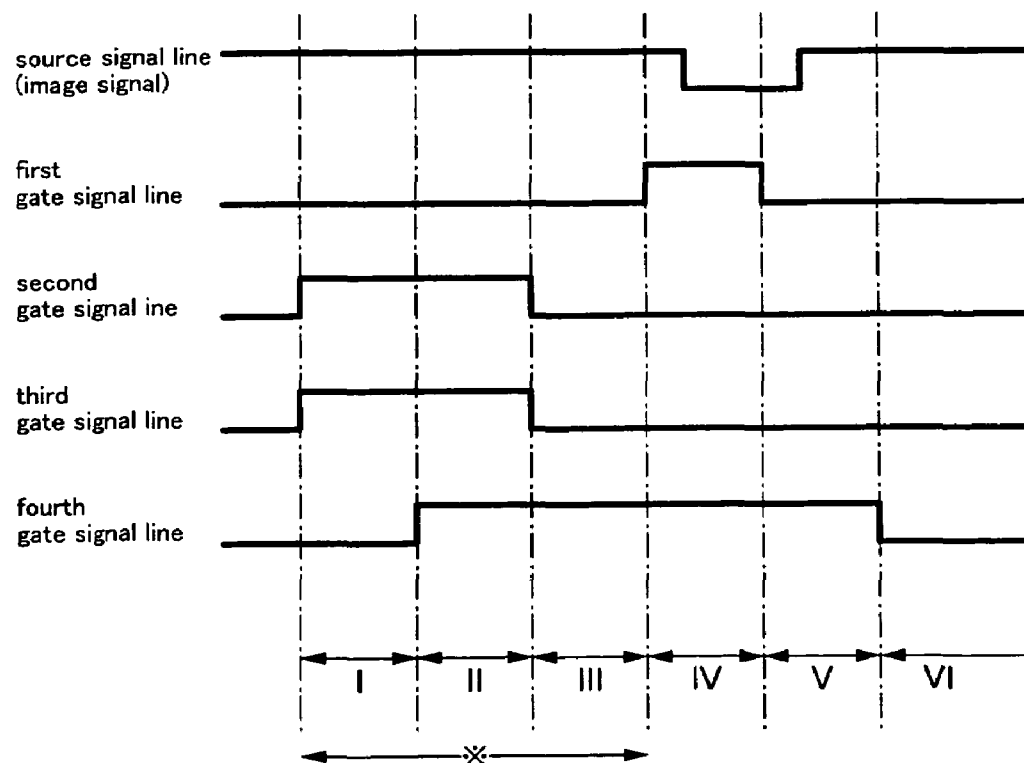 source signal line
(image signal)
first
gate signal line
second
gate signal ine
third
gate signal line
fourth
gate signal line
I II III IV V VI
※